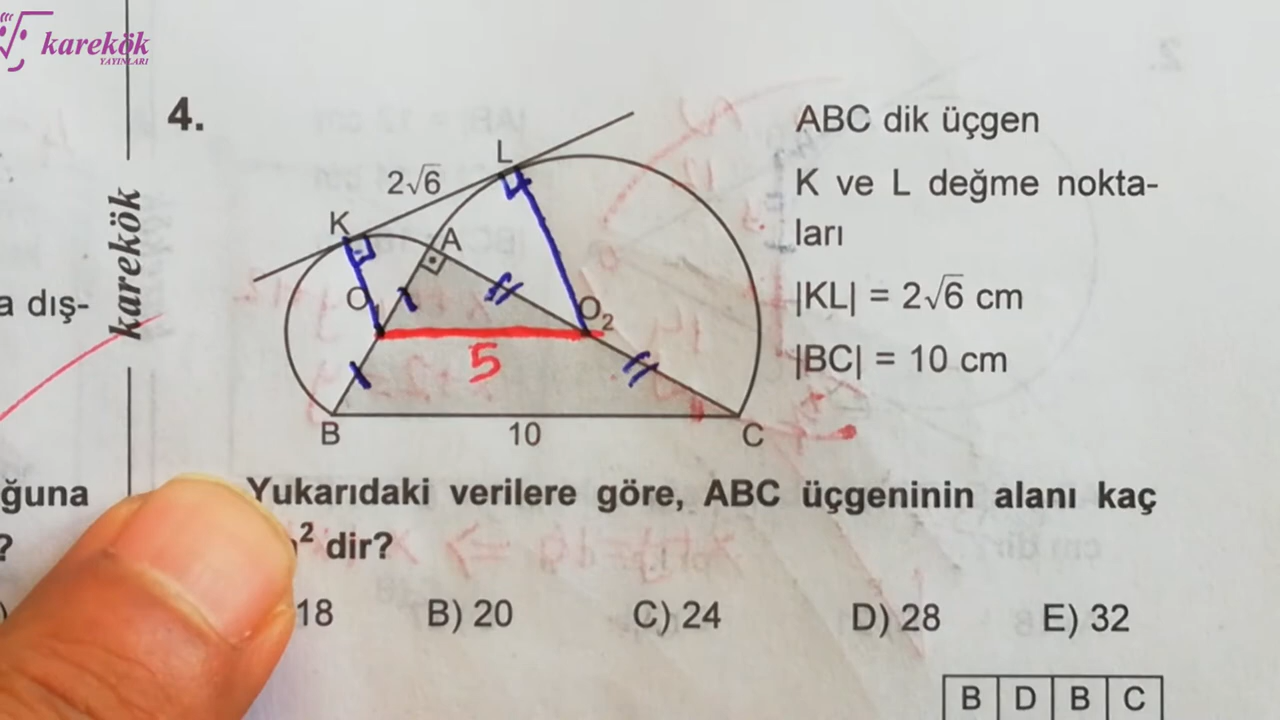 karekök
YAYINLARI
karekök
4.
ABC dik üçgen
K ve L değme nokta-
ları
|KL| = 2√6 cm
|BC| = 10 cm
L
2√6
K
A
O
O₂
5
B
10
C
a dış-
ğuna
?
Yukarıdaki verilere göre, ABC üçgeninin alanı kaç
² dir?
18 B) 20 C) 24 D) 28 E) 32
B D B C